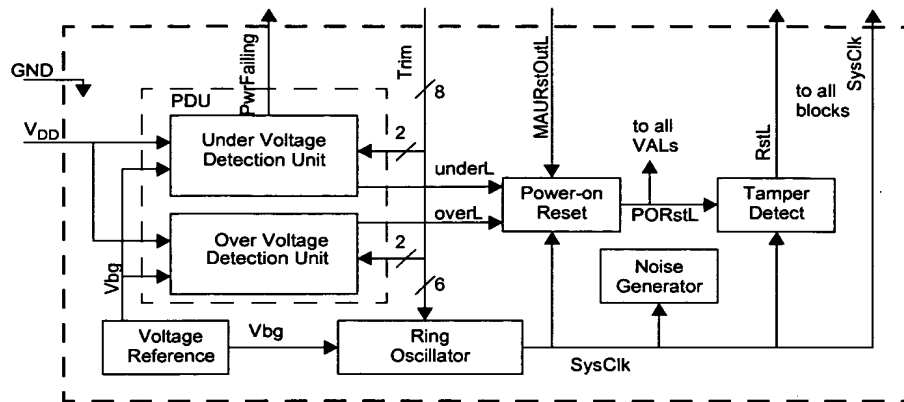 GND
V_DD
PDU
PwrFailing
Trim
8
MAURstOutL
RstL
to all
blocks
SysClk
Under Voltage
Detection Unit
2
underL
to all
VALs
Power-on
Reset
PORstL
Tamper
Detect
Over Voltage
Detection Unit
overL
2
6
Vbg
Noise
Generator
Voltage
Reference
Vbg
Ring
Oscillator
SysClk